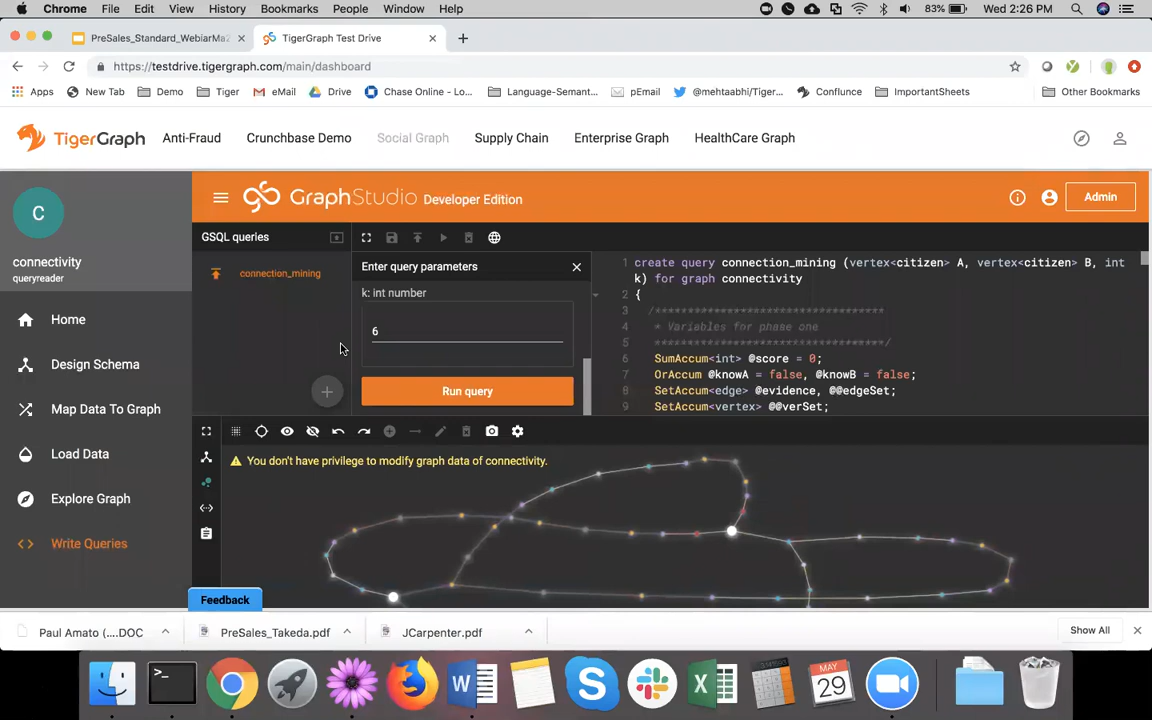 Chrome File Edit View History Bookmarks People Window Help 83% Wed 2:26 PM
PreSales_Standard_WebiarMa2 TigerGraph Test Drive
https://testdrive.tigergraph.com/main/dashboard
Apps New Tab Demo Tiger eMail Drive Chase Online - Lo... Language-Semant... pEmail @mehtaabhi/Tiger... Conflunce ImportantSheets Other Bookmarks
TigerGraph Anti-Fraud Crunchbase Demo Social Graph Supply Chain Enterprise Graph HealthCare Graph
C
connectivity
queryreader
Home
Design Schema
Map Data To Graph
Load Data
Explore Graph
Write Queries
GraphStudio Developer Edition Admin
GSQL queries
connection_mining
Enter query parameters
k: int number
6
Run query
1 create query connection_mining (vertex<citizen> A, vertex<citizen> B, int
k) for graph connectivity
2 {
3 /**********************************
4 * Variables for phase one
5 **********************************/
6 SumAccum<int> @score = 0;
7 OrAccum @knowA = false, @knowB = false;
8 SetAccum<edge> @evidence, @@edgeSet;
9 SetAccum<vertex> @@verSet;
You don't have privilege to modify graph data of connectivity.
Feedback
Paul Amato (....DOC PreSales_Takeda.pdf JCarpenter.pdf Show All
MAY
29